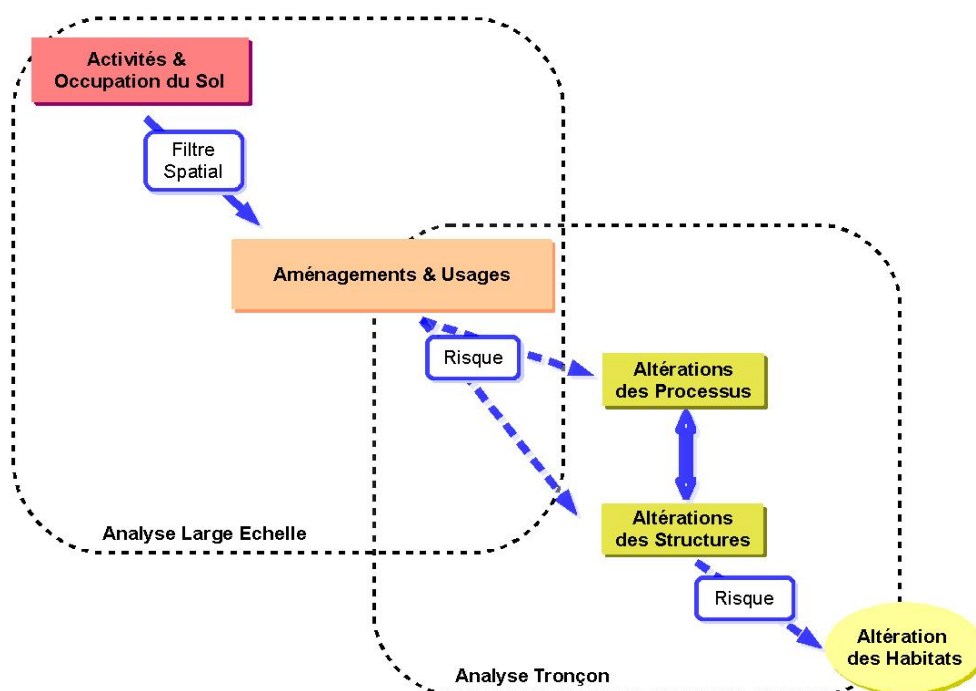 Activités &
Occupation du Sol
Filtre
Spatial
Aménagements & Usages
Risque
Altérations
des Processus
Altérations
des Structures
Analyse Large Echelle
Risque
Altération
des Habitats
Analyse Tronçon